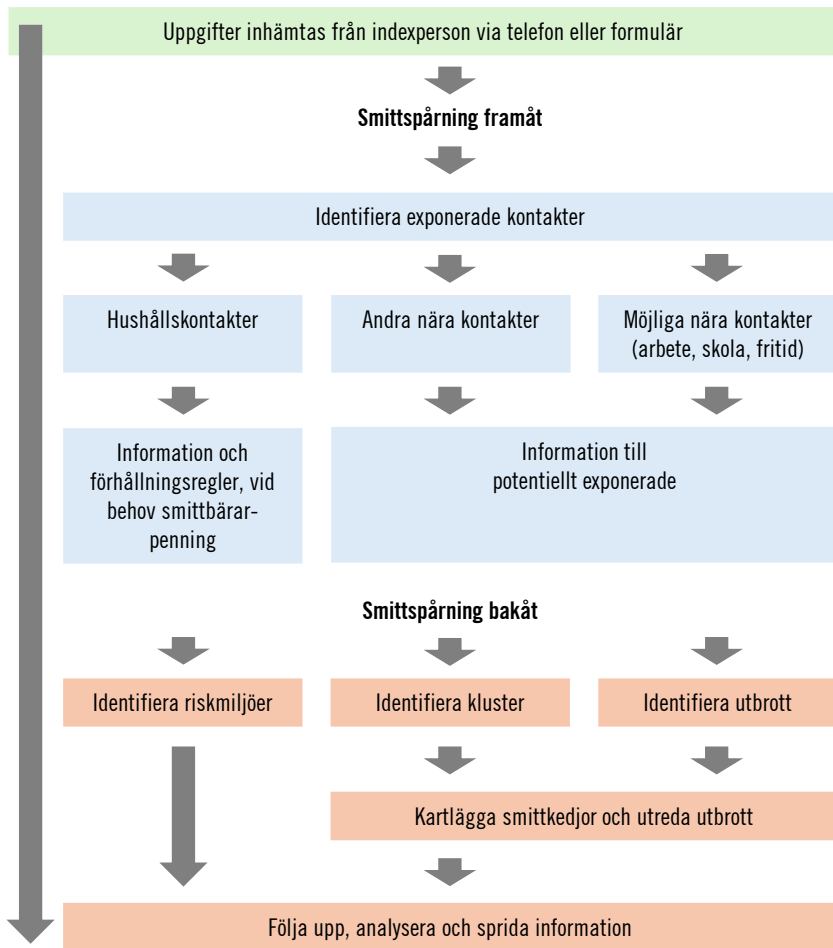 Uppgifter inhämtas från indexperson via telefon eller formulär
Smittspårning framåt
Identifiera exponerade kontakter
Hushållskontakter
Andra nära kontakter
Möjliga nära kontakter
(arbete, skola, fritid)
Information och
förhållningsregler, vid
behov smittbärar-
penning
Information till
potentiellt exponerade
Smittspårning bakåt
Identifiera riskmiljöer
Identifiera kluster
Identifiera utbrott
Kartlägga smittkedjor och utreda utbrott
Följa upp, analysera och sprida information